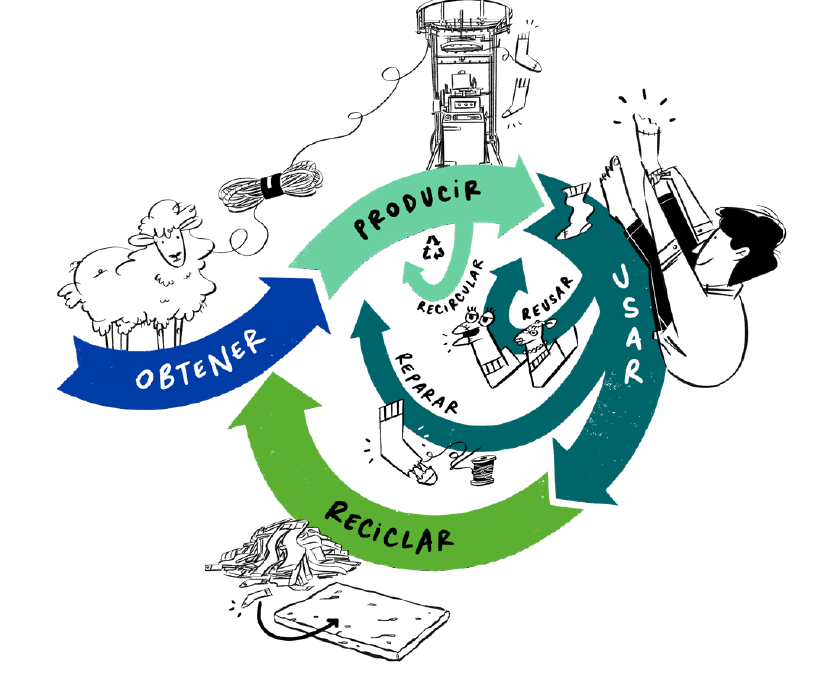 PRODUCIR
RECIRCULAR
REUSAR
USAR
OBTENER
REPARAR
RECICLAR